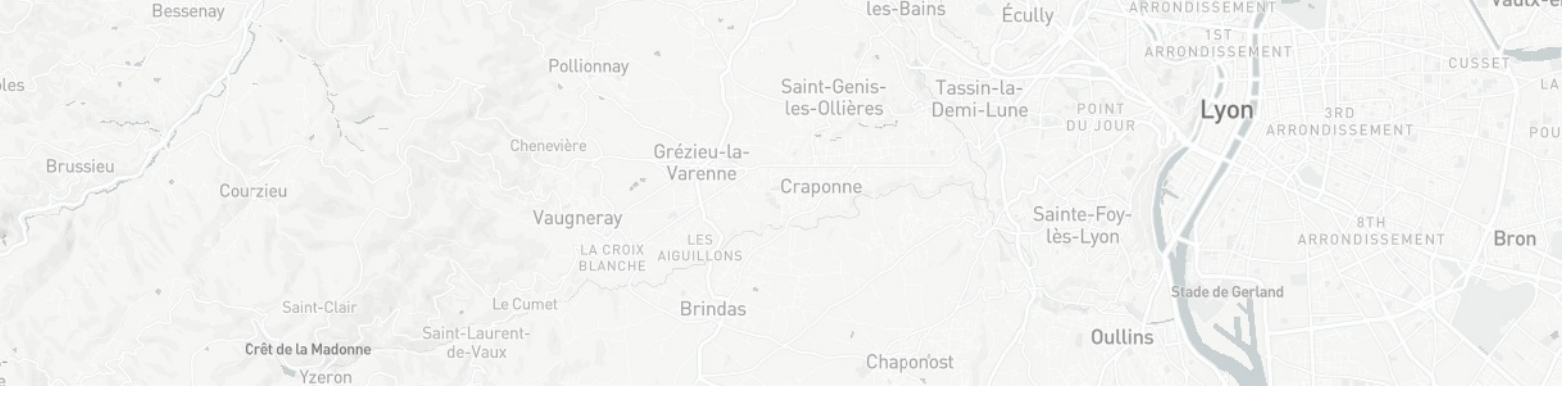 Bessenay
les-Bains
Écully
ARRONDISSEMENT
1ST
ARRONDISSEMENT
CUSSET
Pollionnay
Saint-Genis-
les-Ollières
Tassin-la-
Demi-Lune
POINT
DU JOUR
Lyon
3RD
ARRONDISSEMENT
LA
POU
Brussieu
Chenevière
Grézieu-la-
Varenne
Courzieu
Craponne
Vaugneray
Sainte-Foy-
lès-Lyon
8TH
ARRONDISSEMENT
Bron
LA CROIX
BLANCHE
LES
AIGUILLONS
Saint-Clair
Le Cumet
Brindas
Stade de Gerland
Saint-Laurent-
de-Vaux
Oullins
Crêt de la Madonne
Chaponost
Yzeron